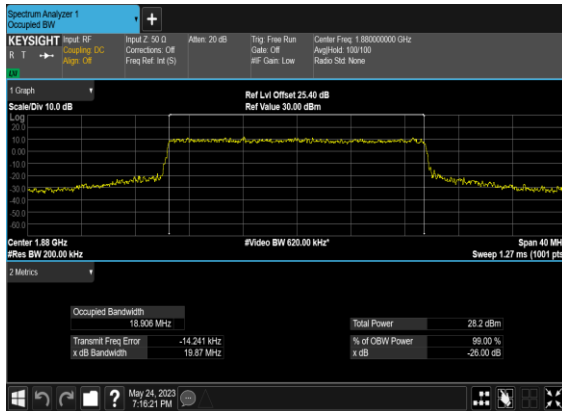 Spectrum Analyzer 1
Occupied BW
+
KEYSIGHT
R T
LXI
Input: RF
Coupling: DC
Align: Off
Input Z: 50 Ω
Corrections: Off
Freq Ref: Int (S)
Atten: 20 dB
Trig: Free Run
Gate: Off
#IF Gain: Low
Center Freq: 1.880000000 GHz
Avg|Hold: 100/100
Radio Std: None
1 Graph
Scale/Div 10.0 dB
Ref Lvl Offset 25.40 dB
Ref Value 30.00 dBm
Log
20.0
10.0
0.00
-10.0
-20.0
-30.0
-40.0
-50.0
-60.0
Center 1.88 GHz
#Video BW 620.00 kHz*
Span 40 MH
#Res BW 200.00 kHz
Sweep 1.27 ms (1001 pts
2 Metrics
Occupied Bandwidth
18.906 MHz
Total Power 28.2 dBm
Transmit Freq Error -14.241 kHz
% of OBW Power 99.00 %
x dB Bandwidth 19.87 MHz
x dB -26.00 dB
?
May 24, 2023
7:16:21 PM